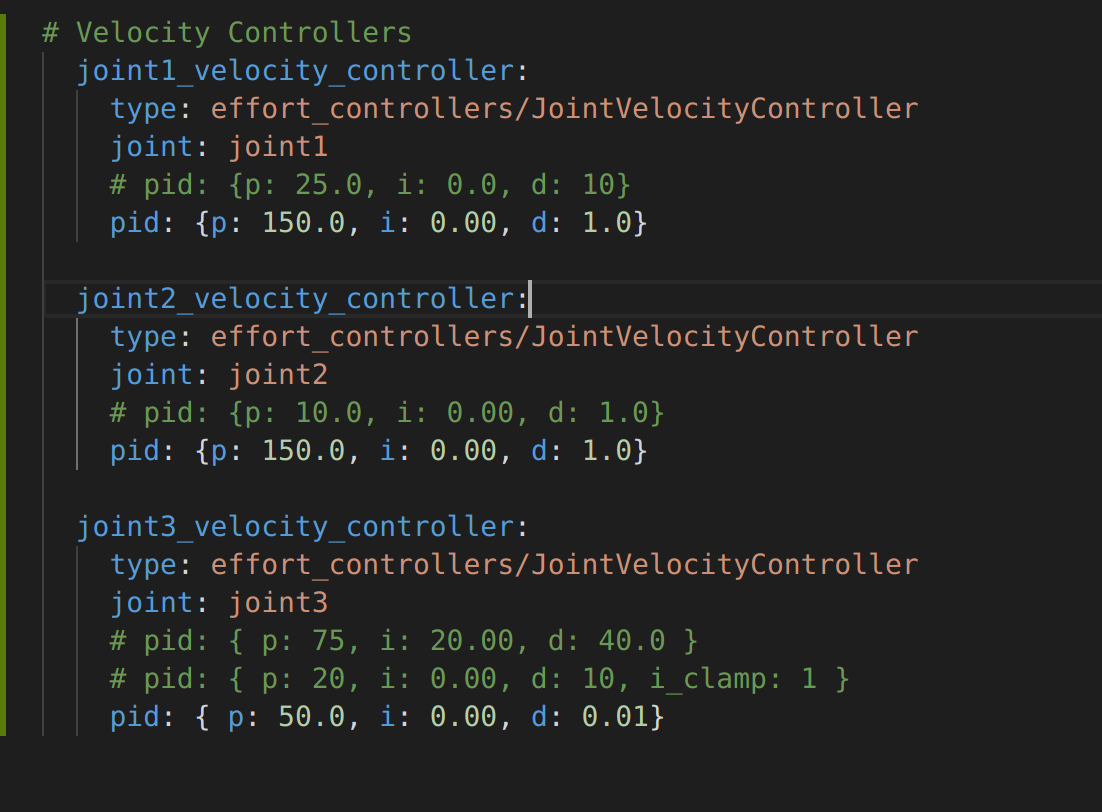 # Velocity Controllers
joint1_velocity_controller:
type: effort_controllers/JointVelocityController
joint: joint1
# pid: {p: 25.0, i: 0.0, d: 10}
pid: {p: 150.0, i: 0.00, d: 1.0}
joint2_velocity_controller:
type: effort_controllers/JointVelocityController
joint: joint2
# pid: {p: 10.0, i: 0.00, d: 1.0}
pid: {p: 150.0, i: 0.00, d: 1.0}
joint3_velocity_controller:
type: effort_controllers/JointVelocityController
joint: joint3
# pid: { p: 75, i: 20.00, d: 40.0 }
# pid: { p: 20, i: 0.00, d: 10, i_clamp: 1 }
pid: { p: 50.0, i: 0.00, d: 0.01}